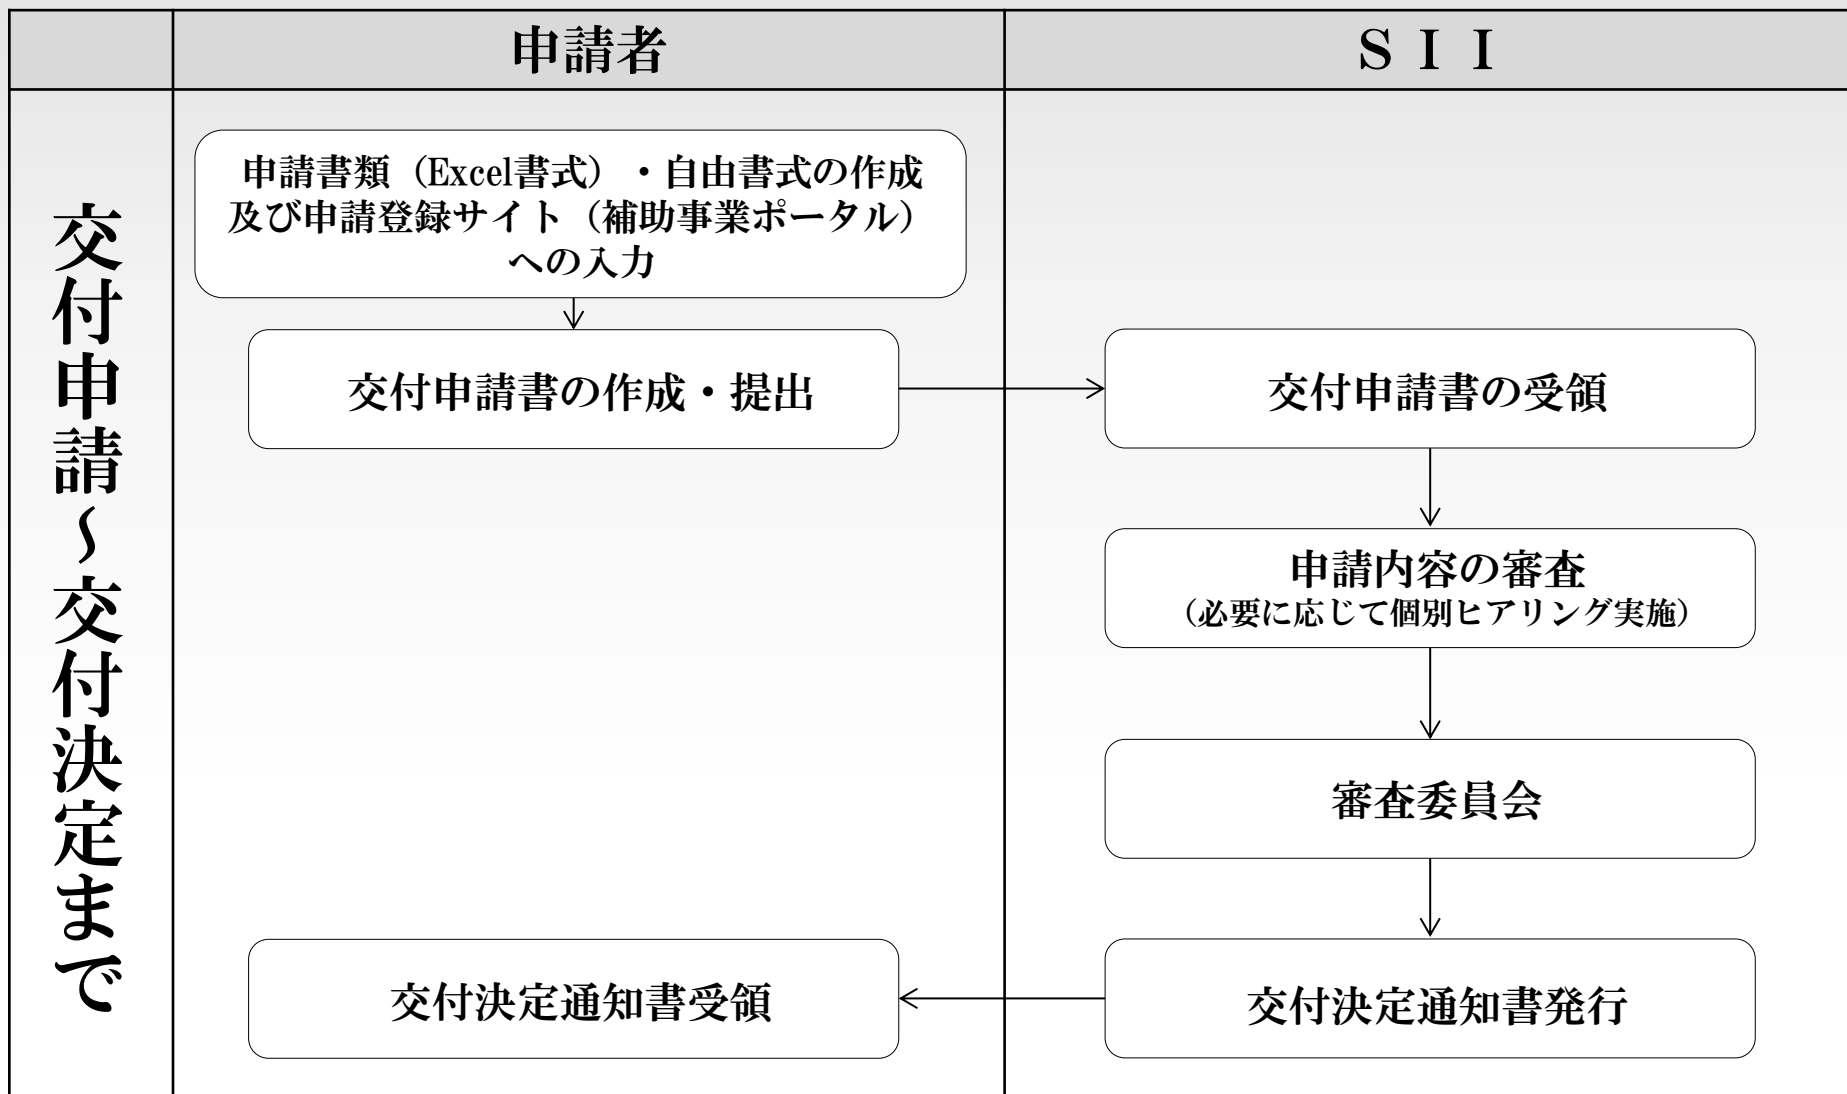 申請者
ＳＩＩ
交付申請～交付決定まで
申請書類（Excel書式）・自由書式の作成
及び申請登録サイト（補助事業ポータル）
への入力
交付申請書の作成・提出
交付申請書の受領
申請内容の審査
（必要に応じて個別ヒアリング実施）
審査委員会
交付決定通知書受領
交付決定通知書発行